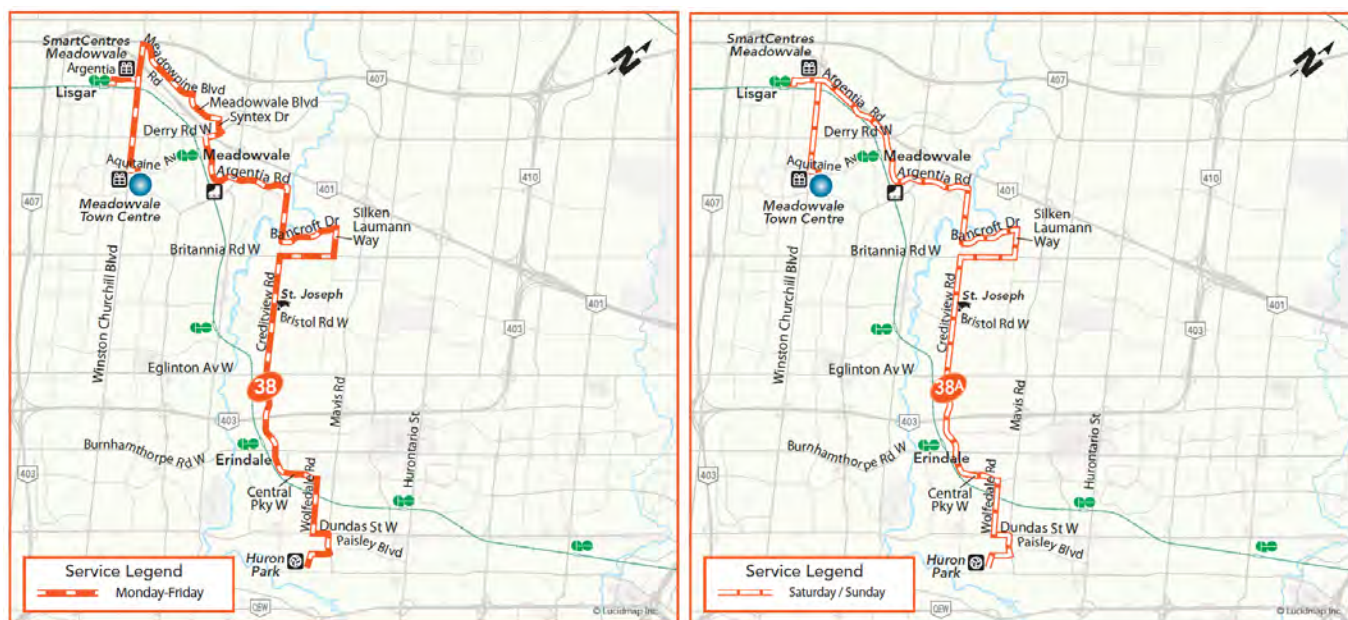 SmartCentres
Meadowvale
Argentia
Rd
Lisgar
Meadowpine Blvd
Meadowvale Blvd
Syntex Dr
Derry Rd W
407
N
Aquitaine Av
Meadowvale
Argentia Rd
Meadowvale
Town Centre
407
401
410
Bancroft Dr
Silken
Laumann
Way
Britannia Rd W
Winston Churchill Blvd
Creditview Rd
St. Joseph
Bristol Rd W
401
403
Eglinton Av W
38
Mavis Rd
403
Hurontario St
Burnhamthorpe Rd W
Erindale
403
Central
Pky W
Wolfedale Rd
Dundas St W
Paisley Blvd
Huron
Park
Service Legend
Monday-Friday
QEW
© Lucidmap Inc.
SmartCentres
Meadowvale
Lisgar
Argentia Rd
Derry Rd W
407
N
Aquitaine Av
Meadowvale
Argentia Rd
Meadowvale
Town Centre
407
401
410
Bancroft Dr
Silken
Laumann
Way
Britannia Rd W
Winston Churchill Blvd
Creditview Rd
St. Joseph
Bristol Rd W
401
403
Eglinton Av W
38A
Mavis Rd
403
Hurontario St
Burnhamthorpe Rd W
Erindale
403
Central
Pky W
Wolfedale Rd
Dundas St W
Paisley Blvd
Huron
Park
Service Legend
Saturday / Sunday
QEW
© Lucidmap Inc.